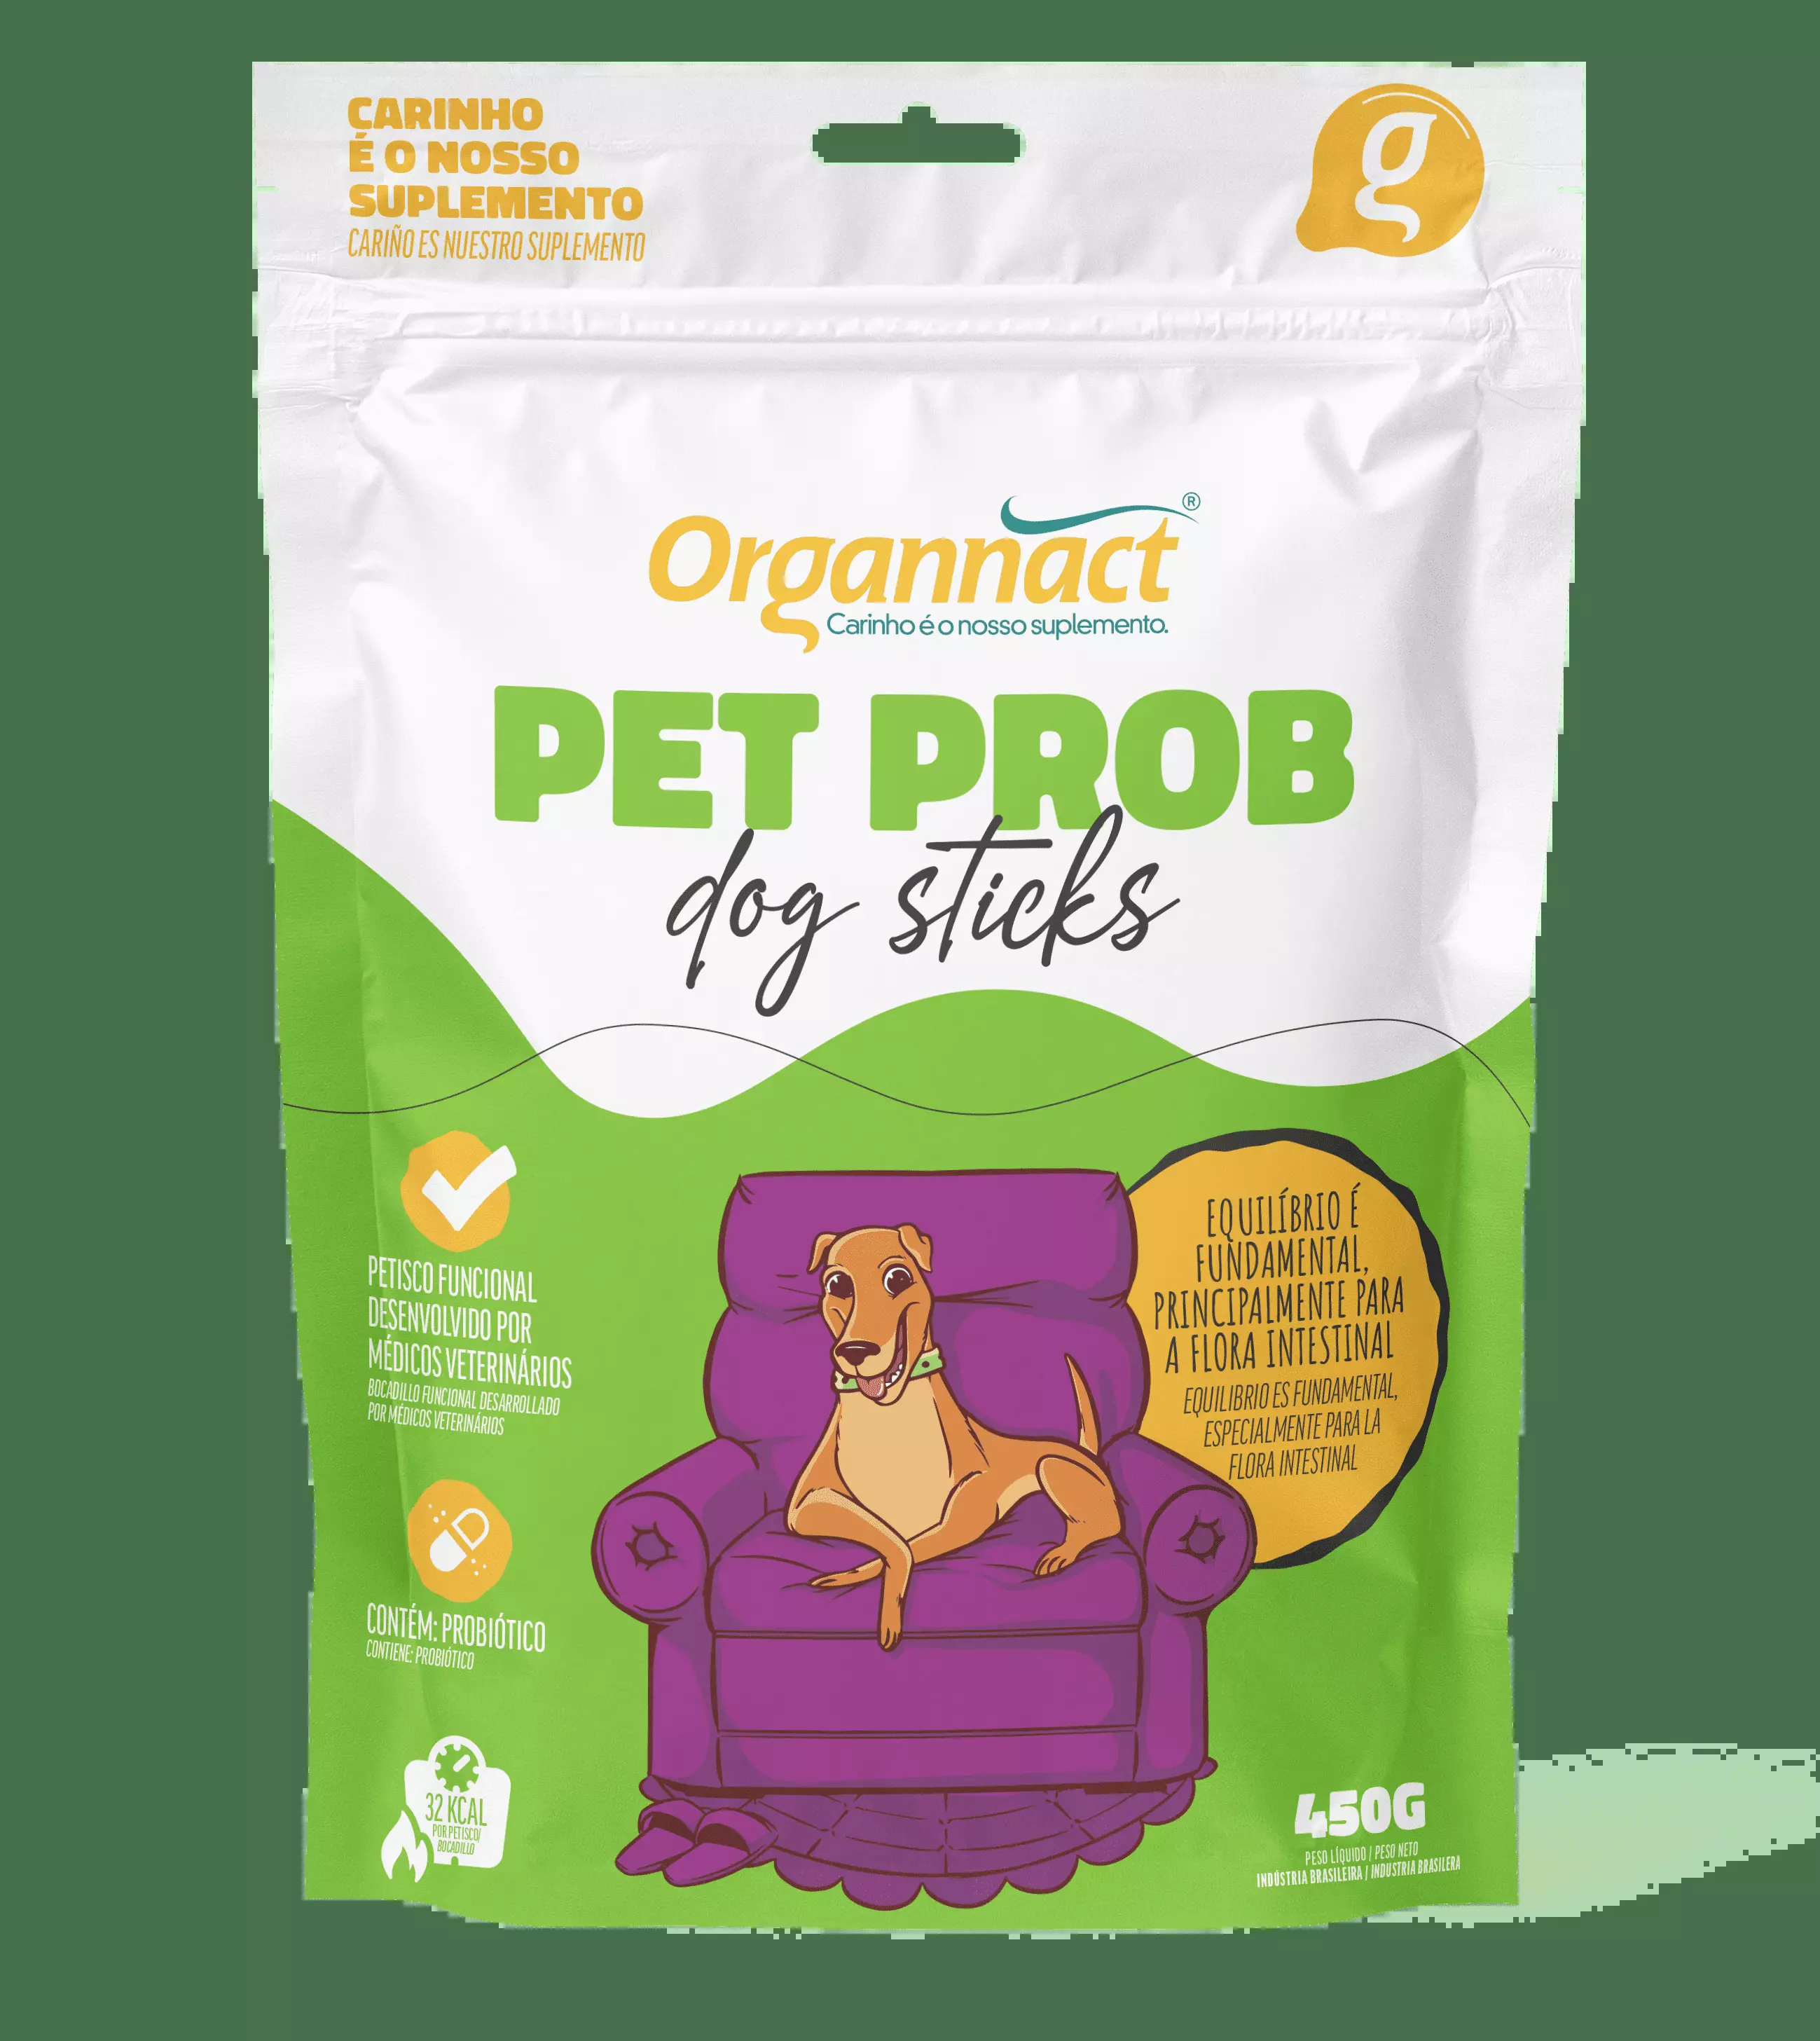 CARINHO
É O NOSSO
SUPLEMENTO
CARIÑO ES NUESTRO SUPLEMENTO
g
Organnact®
Carinho é o nosso suplemento.
PET PROB
dog sticks
PETISCO FUNCIONAL
DESENVOLVIDO POR
MÉDICOS VETERINÁRIOS
BOCADILLO FUNCIONAL DESARROLLADO
POR MÉDICOS VETERINÁRIOS
EQUILÍBRIO É
FUNDAMENTAL,
PRINCIPALMENTE PARA
A FLORA INTESTINAL
EQUILIBRIO ES FUNDAMENTAL,
ESPECIALMENTE PARA LA
FLORA INTESTINAL
CONTÉM: PROBIÓTICO
CONTIENE: PROBIÓTICO
32 KCAL
POR PETISCO/
BOCADILLO
450G
PESO LÍQUIDO / PESO NETO
INDÚSTRIA BRASILEIRA / INDUSTRIA BRASILERA